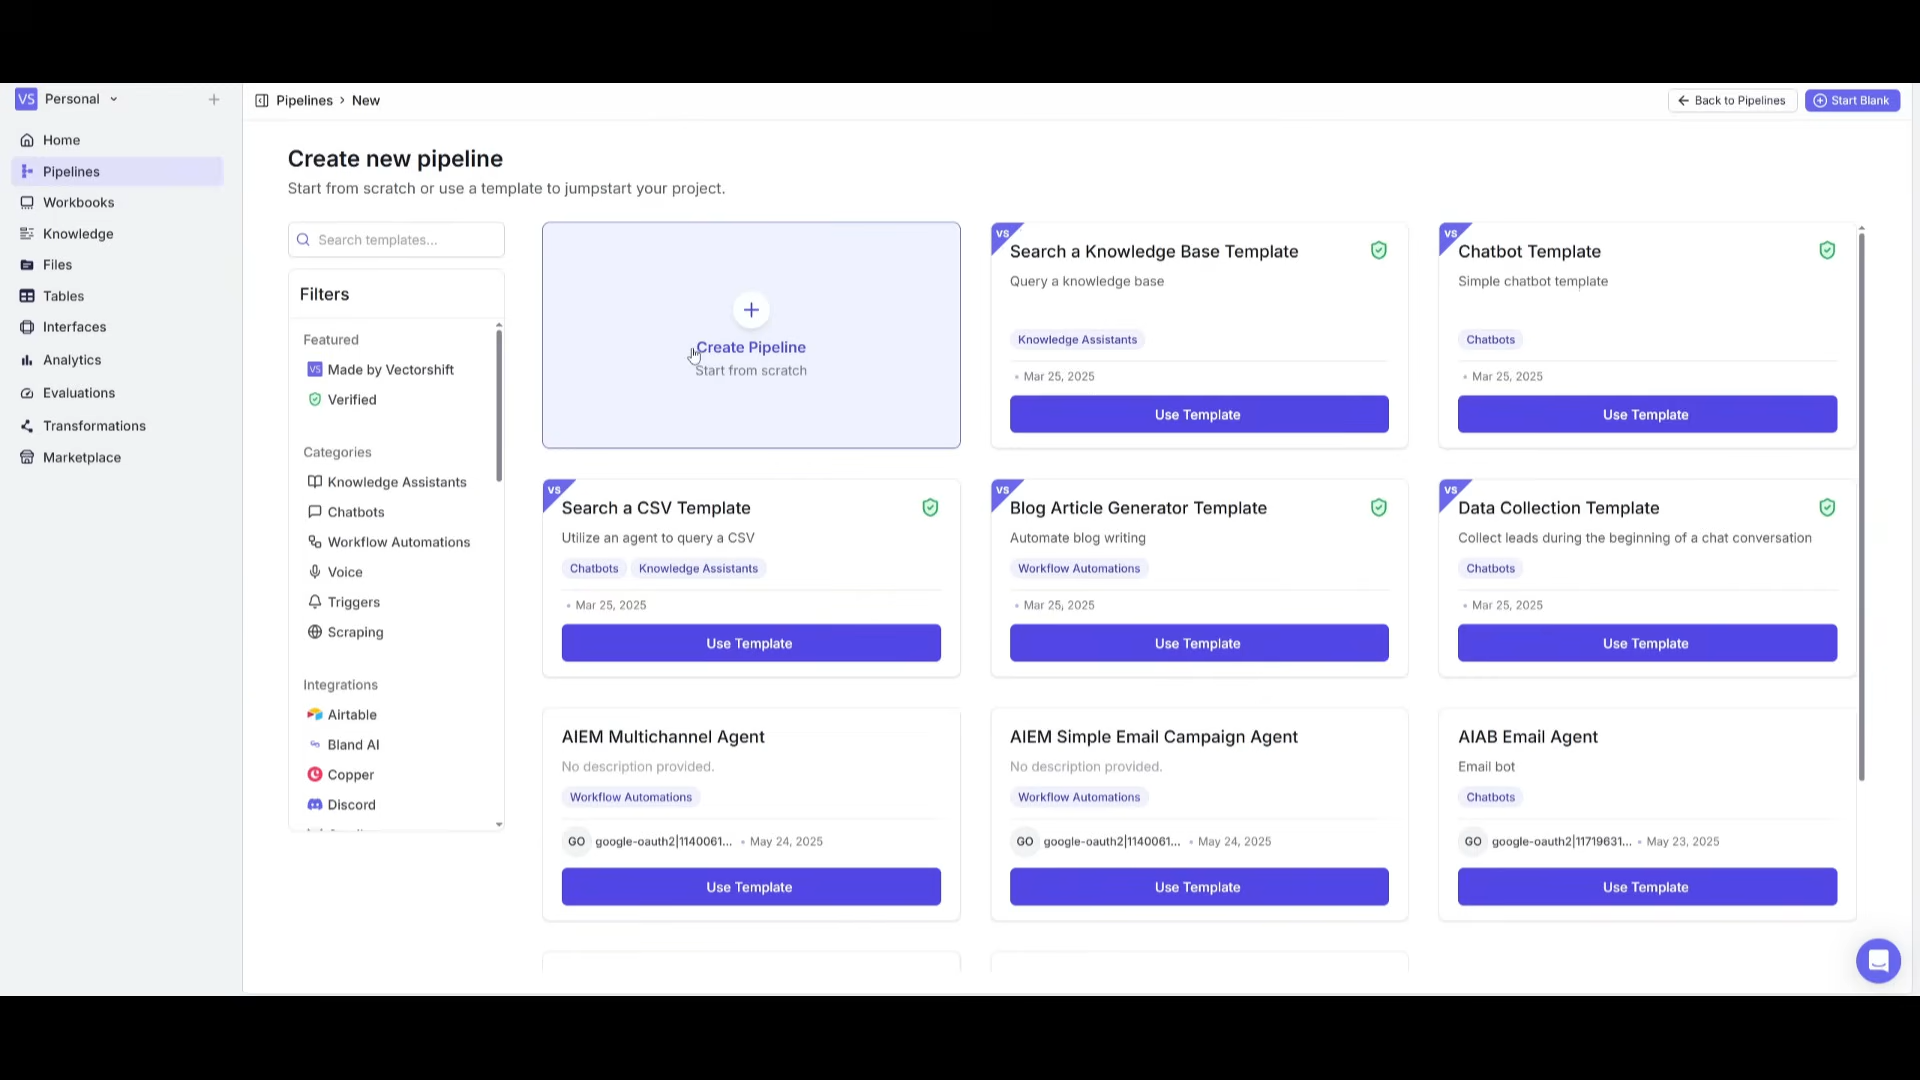 VS Personal
Pipelines > New
Back to Pipelines
Start Blank
Home
Pipelines
Workbooks
Knowledge
Files
Tables
Interfaces
Analytics
Evaluations
Transformations
Marketplace
Create new pipeline
Start from scratch or use a template to jumpstart your project.
Search templates...
Filters
Featured
VS Made by Vectorshift
Verified
Categories
Knowledge Assistants
Chatbots
Workflow Automations
Voice
Triggers
Scraping
Integrations
Airtable
Bland AI
Copper
Discord
Create Pipeline
Start from scratch
VS
Search a Knowledge Base Template
Query a knowledge base
Knowledge Assistants
• Mar 25, 2025
Use Template
VS
Chatbot Template
Simple chatbot template
Chatbots
• Mar 25, 2025
Use Template
VS
Search a CSV Template
Utilize an agent to query a CSV
Chatbots Knowledge Assistants
• Mar 25, 2025
Use Template
VS
Blog Article Generator Template
Automate blog writing
Workflow Automations
• Mar 25, 2025
Use Template
VS
Data Collection Template
Collect leads during the beginning of a chat conversation
Chatbots
• Mar 25, 2025
Use Template
AIEM Multichannel Agent
No description provided.
Workflow Automations
GO google-oauth2|1140061... • May 24, 2025
Use Template
AIEM Simple Email Campaign Agent
No description provided.
Workflow Automations
GO google-oauth2|1140061... • May 24, 2025
Use Template
AIAB Email Agent
Email bot
Chatbots
GO google-oauth2|11719631... • May 23, 2025
Use Template